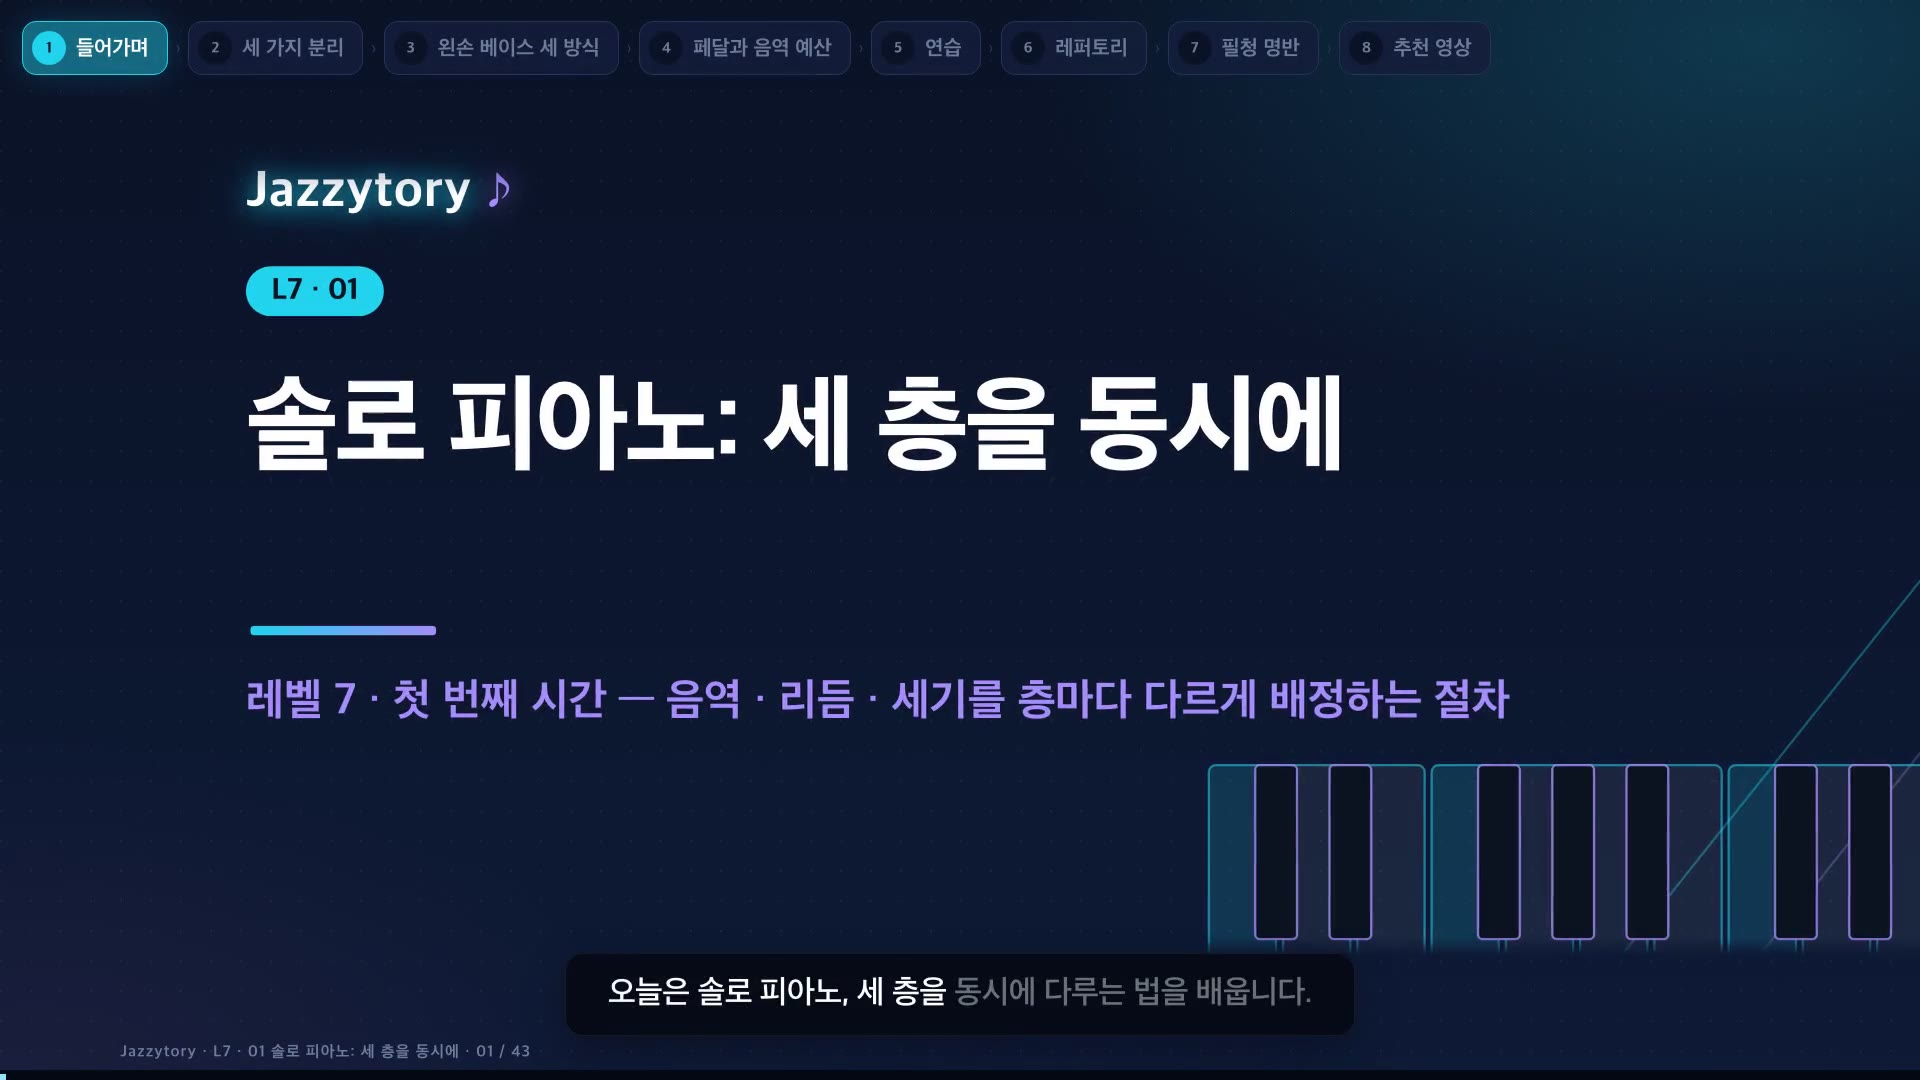 1 들어가며 › 2 세 가지 분리 › 3 왼손 베이스 세 방식 › 4 페달과 음역 예산 › 5 연습 › 6 레퍼토리 › 7 필청 명반 › 8 추천 영상
Jazzytory ♪
L7 · 01
솔로 피아노: 세 층을 동시에
레벨 7 · 첫 번째 시간 — 음역 · 리듬 · 세기를 층마다 다르게 배정하는 절차
오늘은 솔로 피아노, 세 층을 동시에 다루는 법을 배웁니다.
Jazzytory · L7 · 01 솔로 피아노: 세 층을 동시에 · 01 / 43